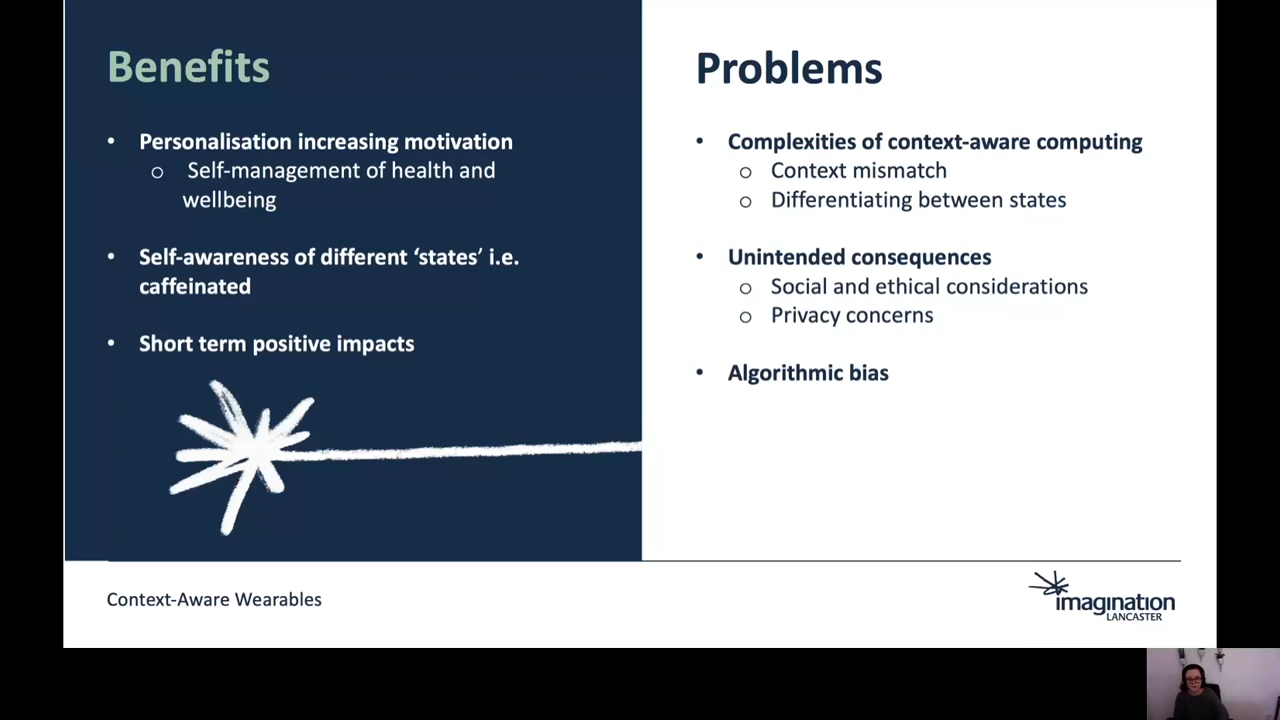 Benefits
• Personalisation increasing motivation
o Self-management of health and
wellbeing
• Self-awareness of different ‘states’ i.e.
caffeinated
• Short term positive impacts
Problems
• Complexities of context-aware computing
o Context mismatch
o Differentiating between states
• Unintended consequences
o Social and ethical considerations
o Privacy concerns
• Algorithmic bias
Context-Aware Wearables
imagination
LANCASTER